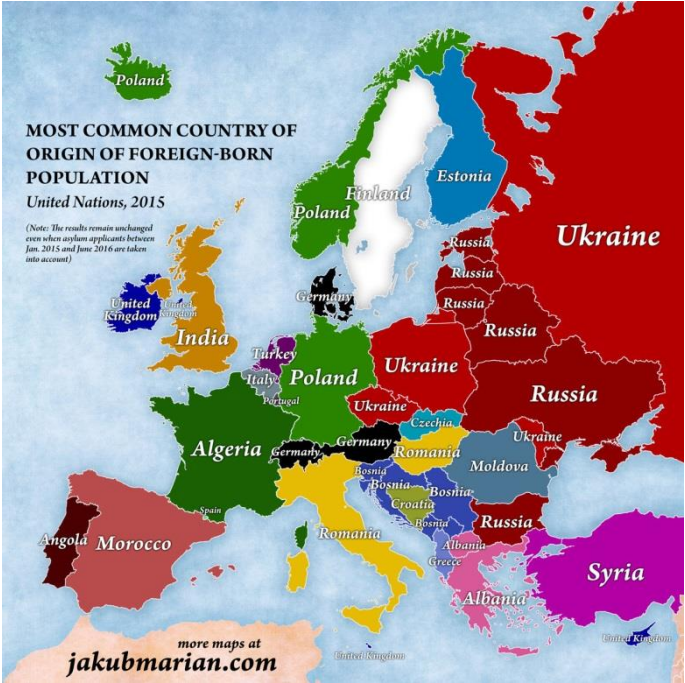 Poland
MOST COMMON COUNTRY OF
ORIGIN OF FOREIGN-BORN
POPULATION
United Nations, 2015
(Note: The results remain unchanged
even when asylum applicants between
Jan. 2015 and June 2016 are taken
into account)
Finland
Poland
Estonia
Ukraine
Russia
Russia
Russia
Russia
Germany
United
Kingdom
United
Kingdom
India
Turkey
Italy
Portugal
Poland
Ukraine
Ukraine
Russia
Czechia
Ukraine
Algeria
Germany
Germany
Romania
Moldova
Bosnia
Bosnia
Bosnia
Croatia
Bosnia
Russia
Spain
Romania
Angola
Morocco
Albania
Greece
Albania
Syria
United Kingdom
United Kingdom
more maps at
jakubmarian.com